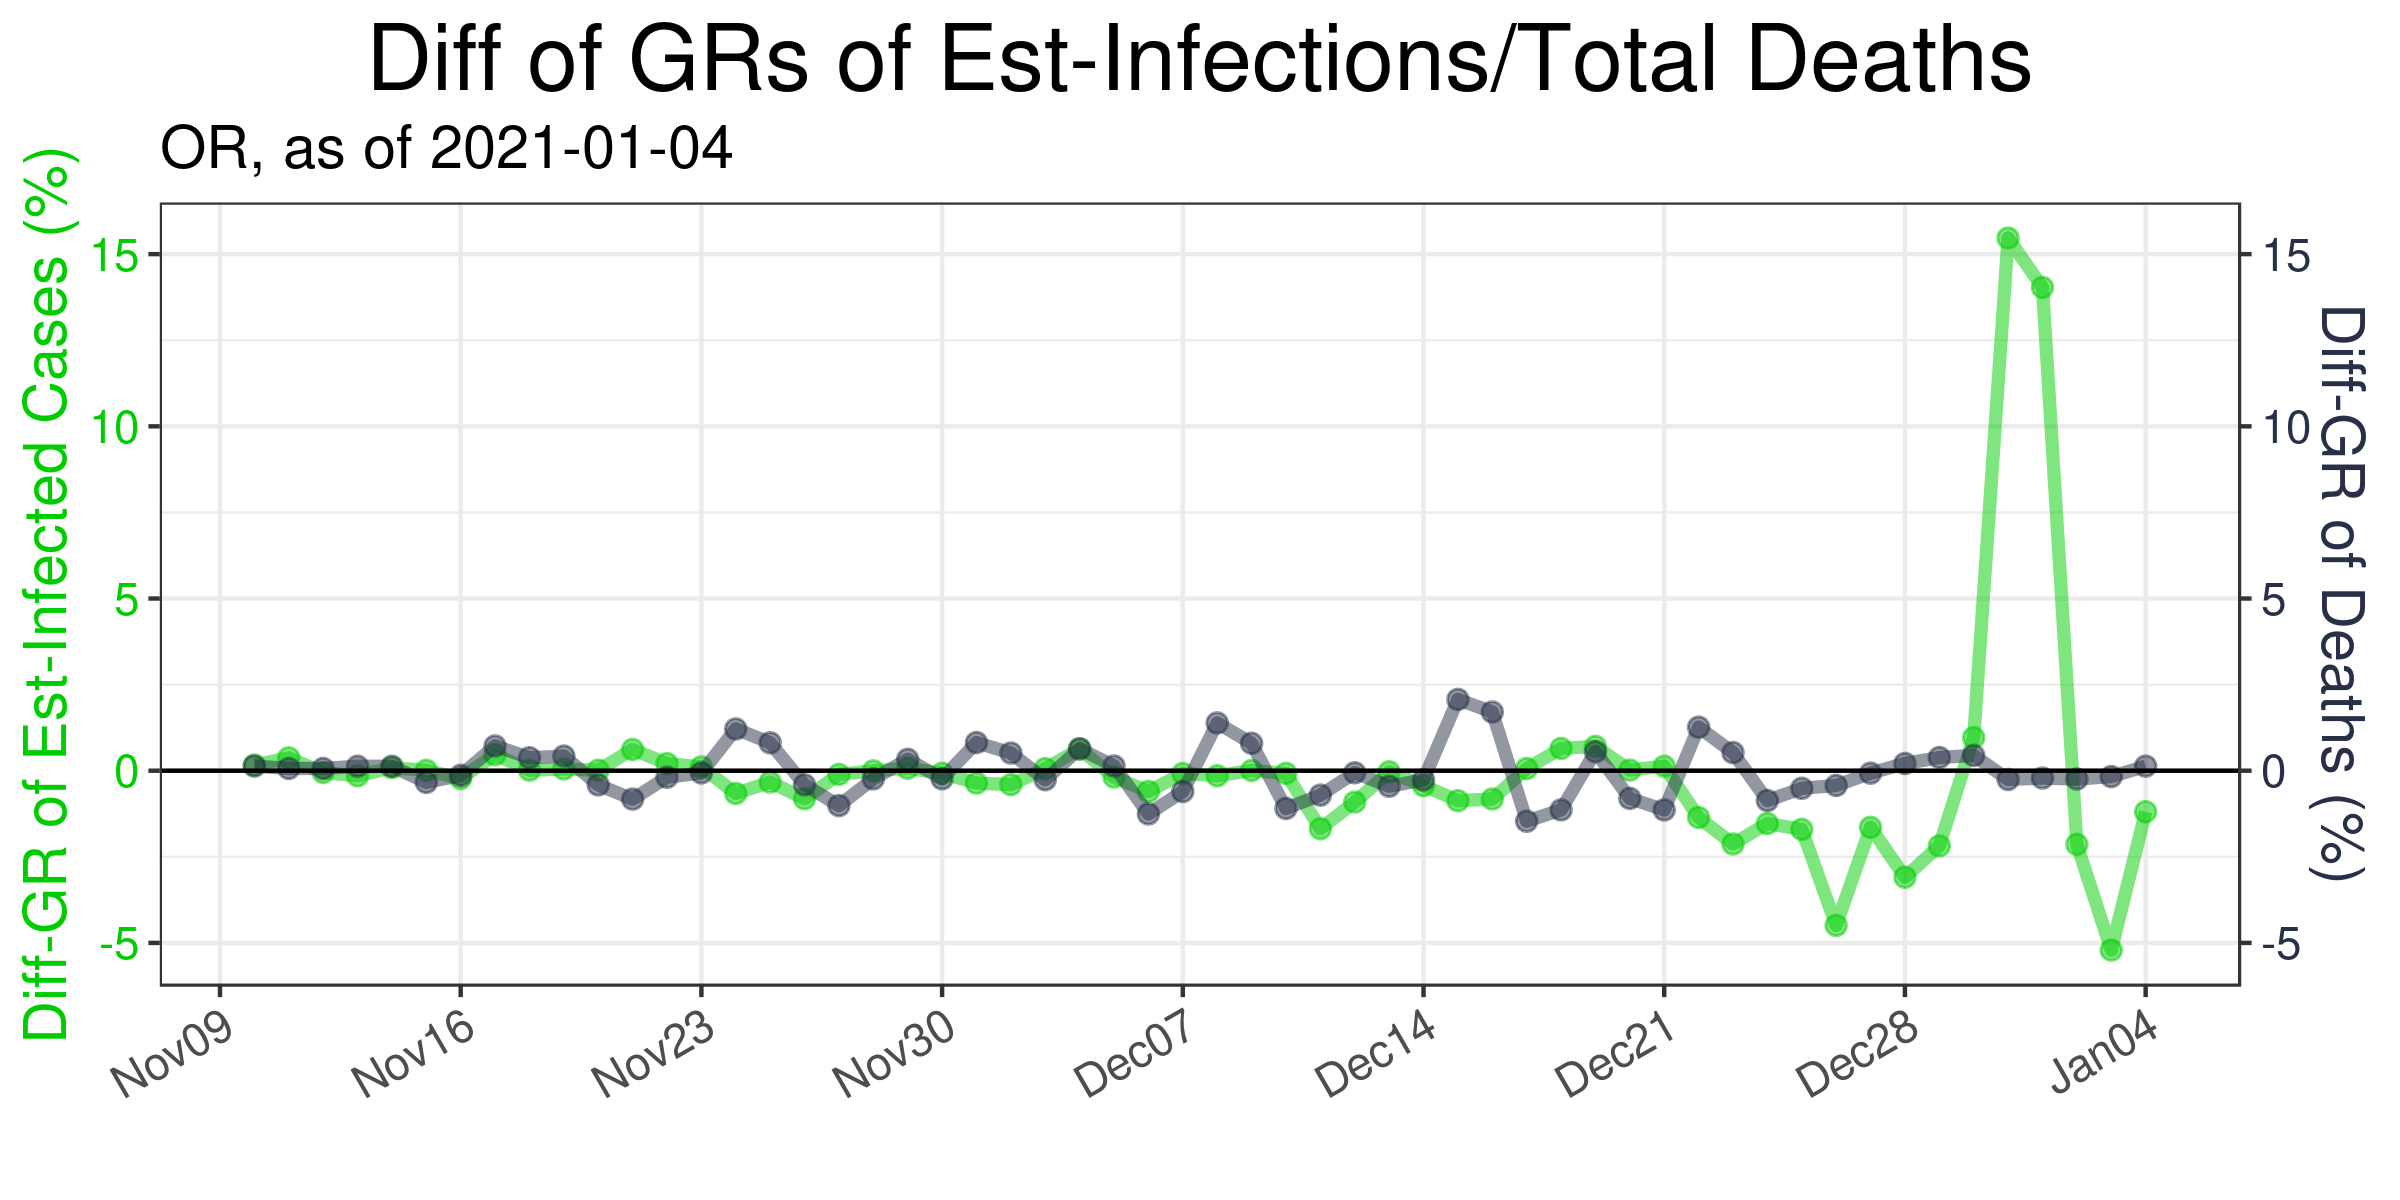 Diff of GRs of Est-Infections/Total Deaths
OR, as of 2021-01-04
Diff-GR of Est-Infected Cases (%)
15
10
5
0
-5
15
10
5
0
-5
Diff-GR of Deaths (%)
Nov09
Nov16
Nov23
Nov30
Dec07
Dec14
Dec21
Dec28
Jan04